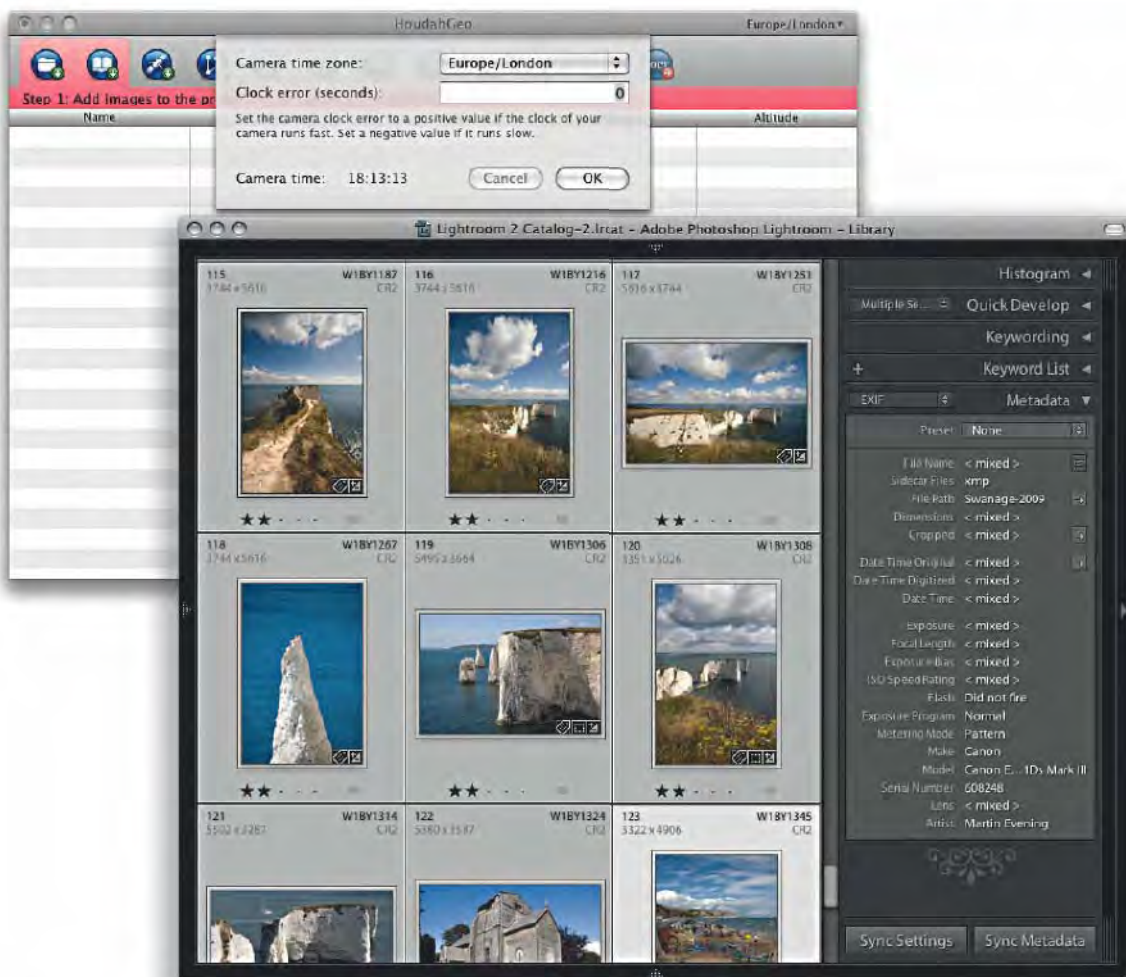 HoudahGeo
Europe/London
Camera time zone:
Europe/London
Clock error (seconds):
0
Set the camera clock error to a positive value if the clock of your
camera runs fast. Set a negative value if it runs slow.
Camera time: 18:13:13
Cancel
OK
Step 1: Add images to the pr
Name
Altitude
Lightroom 2 Catalog-2.lrcat - Adobe Photoshop Lightroom - Library
115 W1BY1187
3744 x 5616 CR2
116 W1BY1216
3744 x 5616 CR2
117 W1BY1251
5616 x 3744 CR2
118 W1BY1267
3744 x 5616 CR2
119 W1BY1306
5495 x 3664 CR2
120 W1BY1308
3351 x 5026 CR2
121 W1BY1314
CR2
122 W1BY1324
CR2
123 W1BY1345
5322 x 4906 CR2
Histogram
Multiple Se...
Quick Develop
Keywording
+ Keyword List
EXIF
Metadata
Preset None
File Name < mixed >
Sidecar Files xmp
File Path Swanage-2009
Dimensions < mixed >
Cropped < mixed >
Date Time Original < mixed >
Date Time Digitized < mixed >
Date Time < mixed >
Exposure < mixed >
Focal Length < mixed >
Exposure Bias < mixed >
ISO Speed Rating < mixed >
Flash Did not fire
Exposure Program Normal
Metering Mode Pattern
Make Canon
Model Canon E...1Ds Mark III
Serial Number 608248
Lens < mixed >
Artist Martin Evening
Sync Settings
Sync Metadata